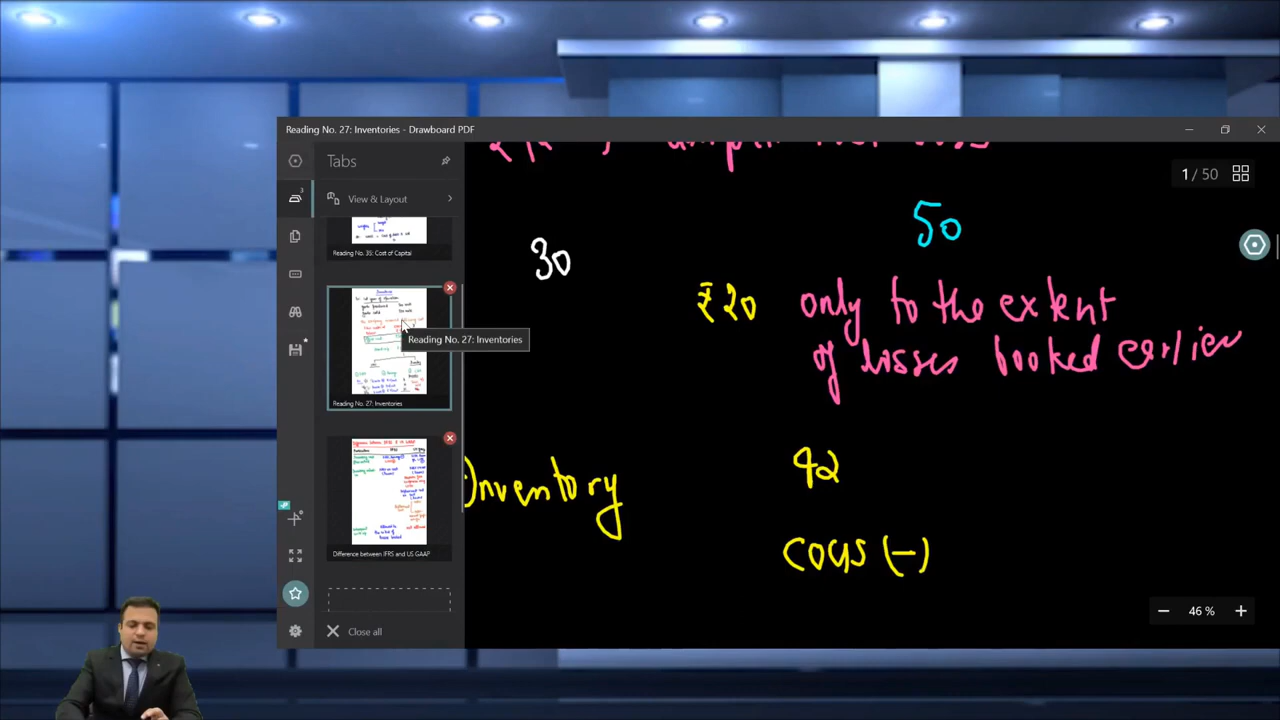 Reading No. 27: Inventories - Drawboard PDF
Tabs
1 / 50
View & Layout
Reading No. 35: Cost of Capital
50
30
₹20 only to the extent
of losses booked earlier
Reading No. 27: Inventories
Reading No. 27: Inventories
Inventory
92
COGS (-)
Difference between IFRS and US GAAP
Close all
46 %